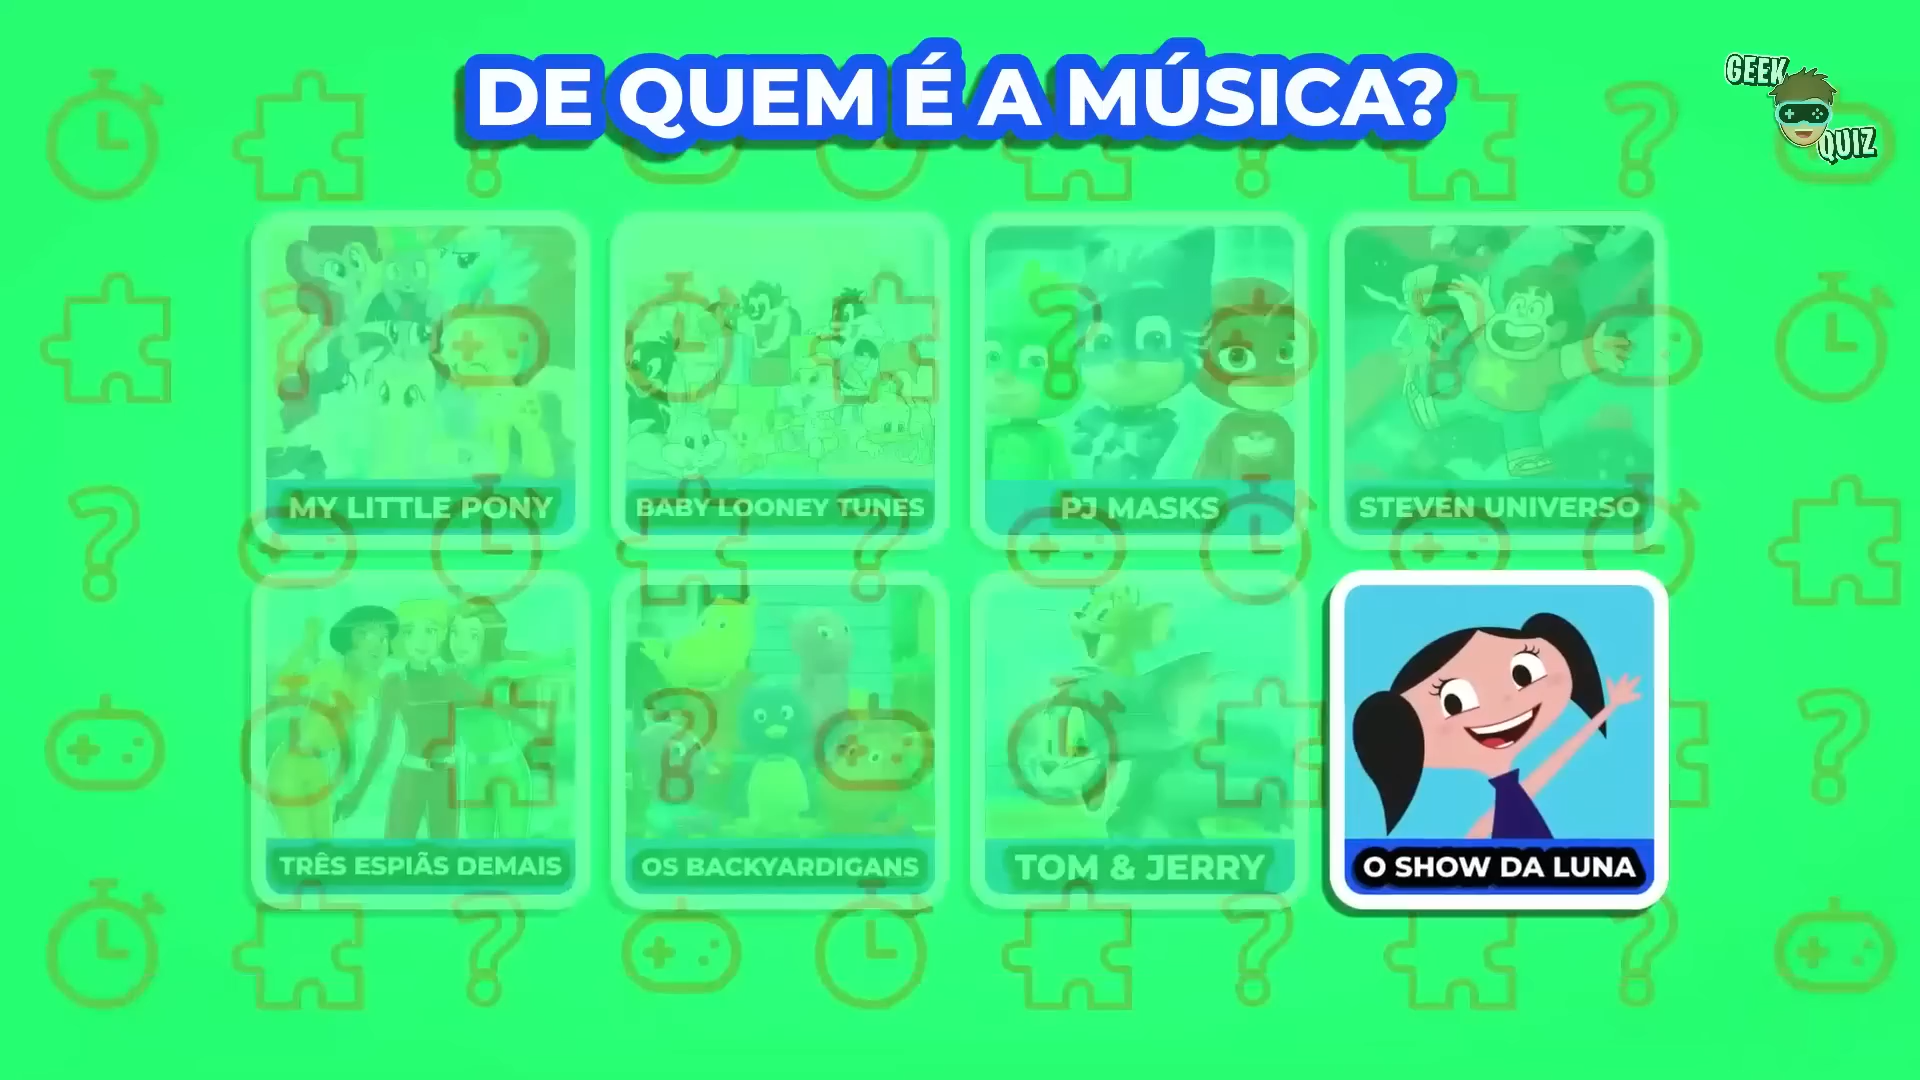 DE QUEM É A MÚSICA?
GEEK
QUIZ
MY LITTLE PONY
BABY LOONEY TUNES
PJ MASKS
STEVEN UNIVERSO
TRÊS ESPIÃS DEMAIS
OS BACKYARDIGANS
TOM & JERRY
O SHOW DA LUNA